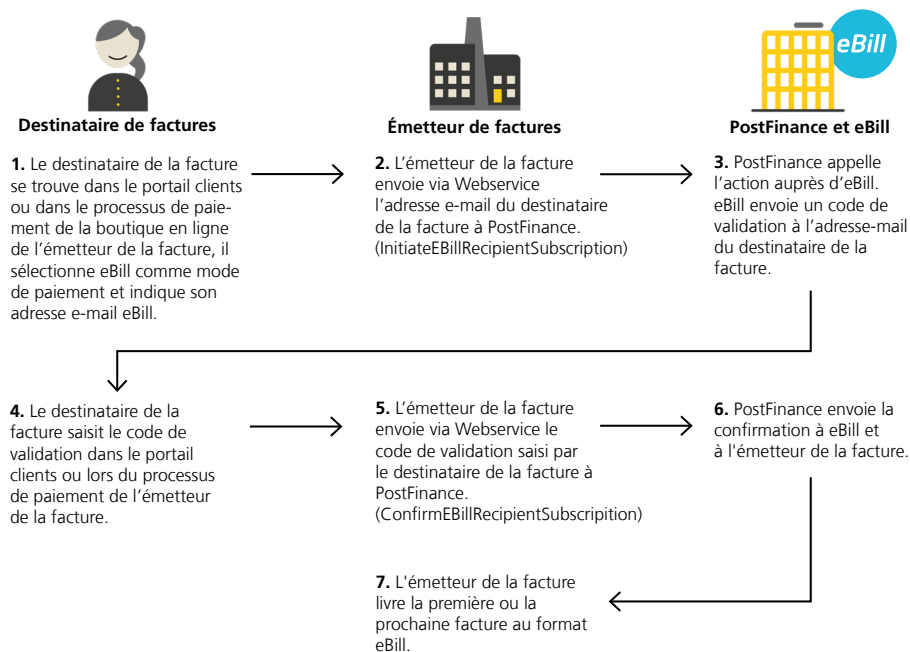 eBill
Destinataire de factures
Émetteur de factures
PostFinance et eBill
1. Le destinataire de la facture
se trouve dans le portail clients
ou dans le processus de paie-
ment de la boutique en ligne
de l'émetteur de la facture, il
sélectionne eBill comme mode
de paiement et indique son
adresse e-mail eBill.
2. L'émetteur de la facture
envoie via Webservice
l'adresse e-mail du destinataire
de la facture à PostFinance.
(InitiateEBillRecipientSubscription)
3. PostFinance appelle
l'action auprès d'eBill.
eBill envoie un code de
validation à l'adresse-mail
du destinataire de la
facture.
4. Le destinataire de la
facture saisit le code de
validation dans le portail
clients ou lors du processus
de paiement de l'émetteur
de la facture.
5. L'émetteur de la facture
envoie via Webservice le
code de validation saisi par
le destinataire de la facture à
PostFinance.
(ConfirmEBillRecipientSubscripition)
6. PostFinance envoie la
confirmation à eBill et
à l'émetteur de la facture.
7. L'émetteur de la facture
livre la première ou la
prochaine facture au format
eBill.